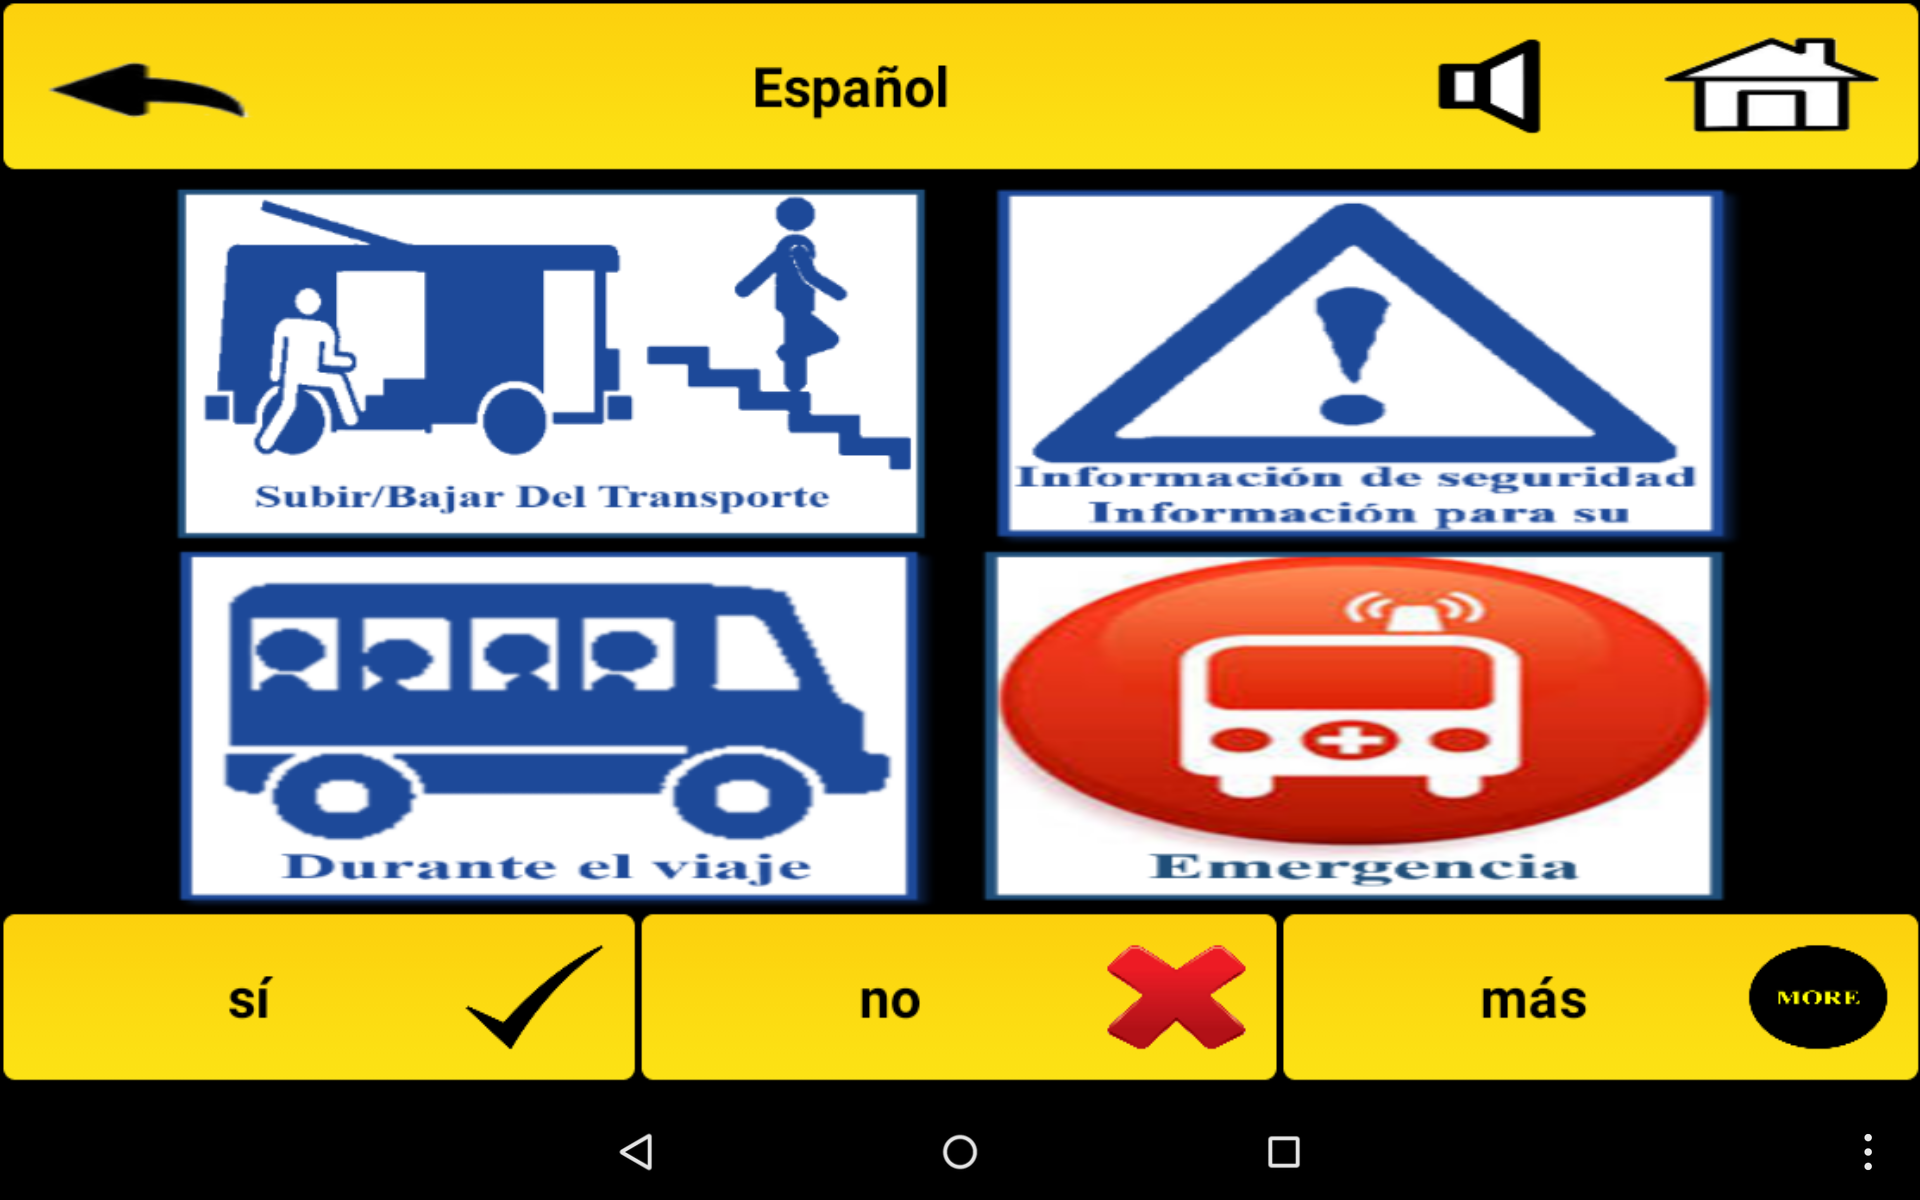 Español
Subir/Bajar Del Transporte
Información de seguridad
Información para su
Durante el viaje
Emergencia
sí
no
más
MORE